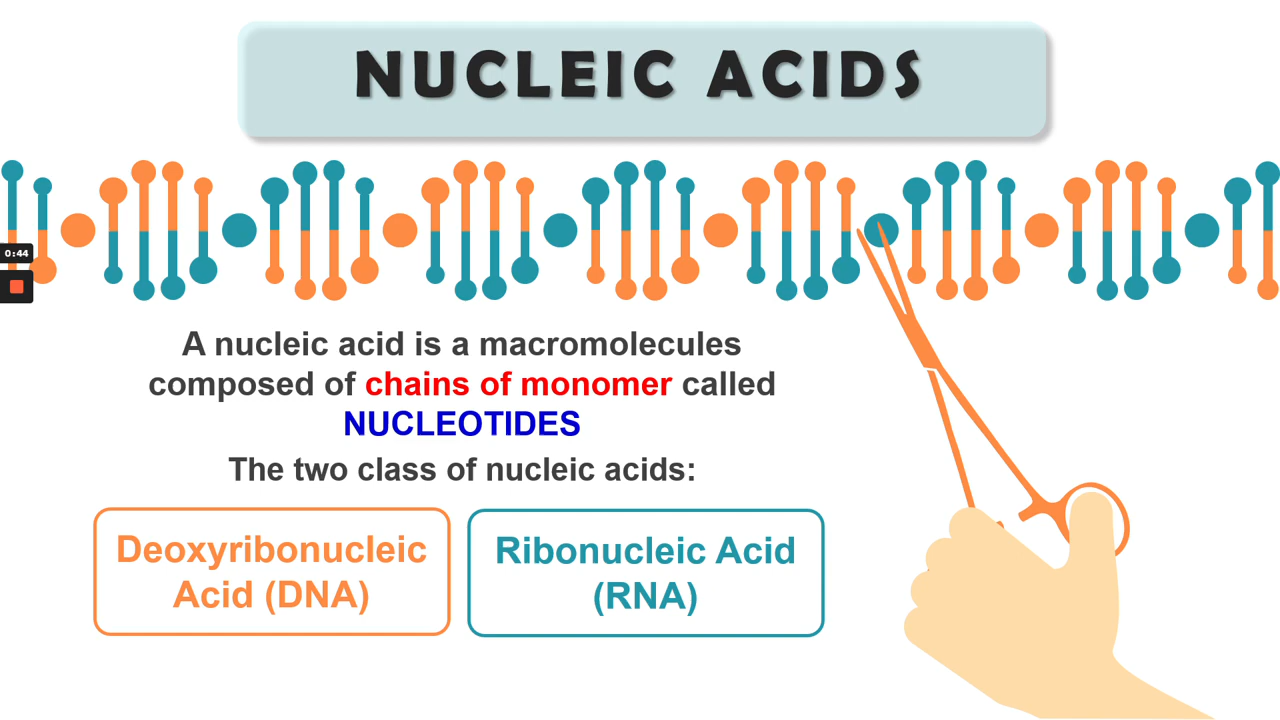 NUCLEIC ACIDS
0:44
A nucleic acid is a macromolecules
composed of chains of monomer called
NUCLEOTIDES
The two class of nucleic acids:
Deoxyribonucleic
Acid (DNA)
Ribonucleic Acid
(RNA)